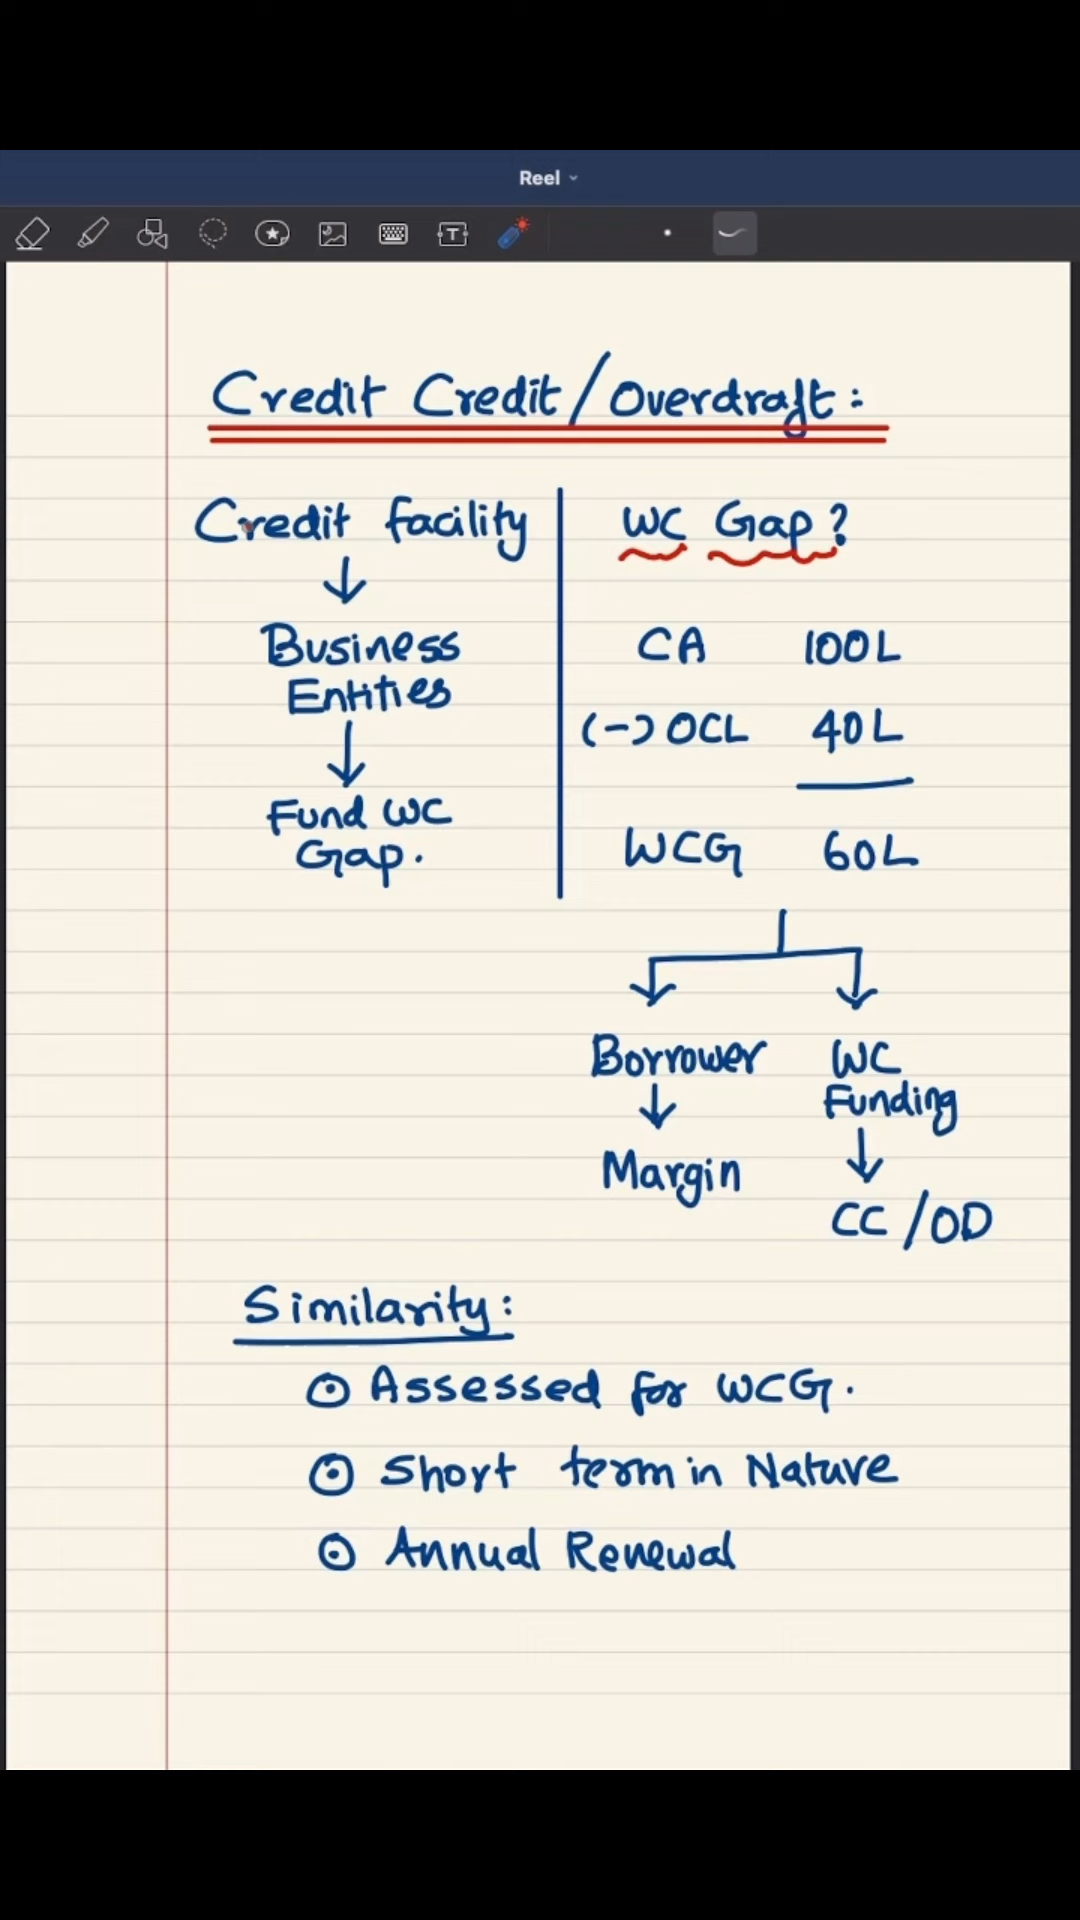 Reel
Credit Credit/Overdraft:
Credit facility
Business
Entities
Fund WC
Gap.
WC Gap?
CA 100L
(-) OCL 40L
WCG 60L
Borrower
Margin
WC
Funding
CC/OD
Similarity:
Assessed for WCG.
Short term in Nature
Annual Renewal